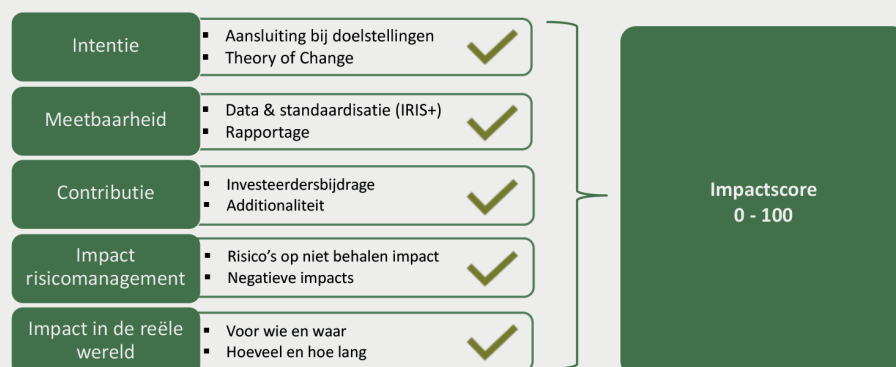 Intentie
Aansluiting bij doelstellingen
Theory of Change
Meetbaarheid
Data & standaardisatie (IRIS+)
Rapportage
Contributie
Investeerdersbijdrage
Additionaliteit
Impact
risicomanagement
Risico's op niet behalen impact
Negatieve impacts
Impact in de reële
wereld
Voor wie en waar
Hoeveel en hoe lang
Impactscore
0 - 100